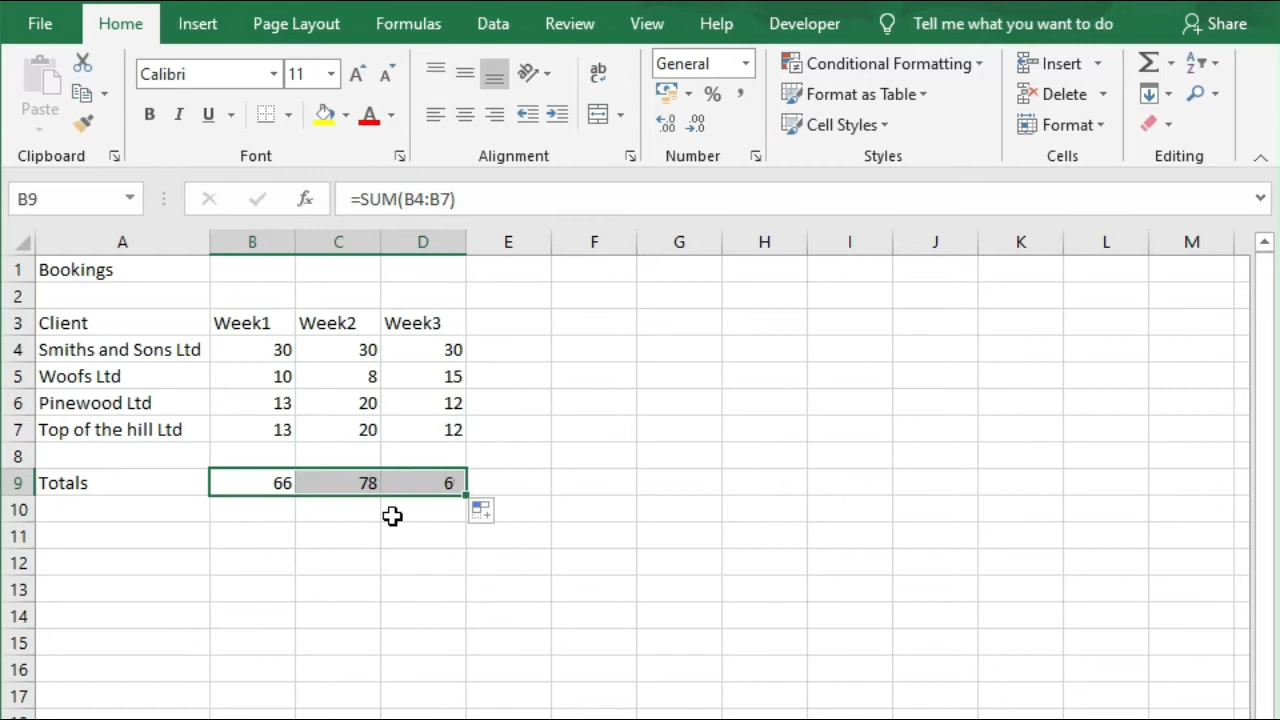 File Home Insert Page Layout Formulas Data Review View Help Developer Tell me what you want to do Share
Calibri 11 General Conditional Formatting Insert
Paste B I U A ab c % , Format as Table Delete
Cell Styles Format
Clipboard Font Alignment Number Styles Cells Editing
B9 fx =SUM(B4:B7)
A B C D E F G H I J K L M
1 Bookings
2
3 Client Week1 Week2 Week3
4 Smiths and Sons Ltd 30 30 30
5 Woofs Ltd 10 8 15
6 Pinewood Ltd 13 20 12
7 Top of the hill Ltd 13 20 12
8
9 Totals 66 78 6
10
11
12
13
14
15
16
17